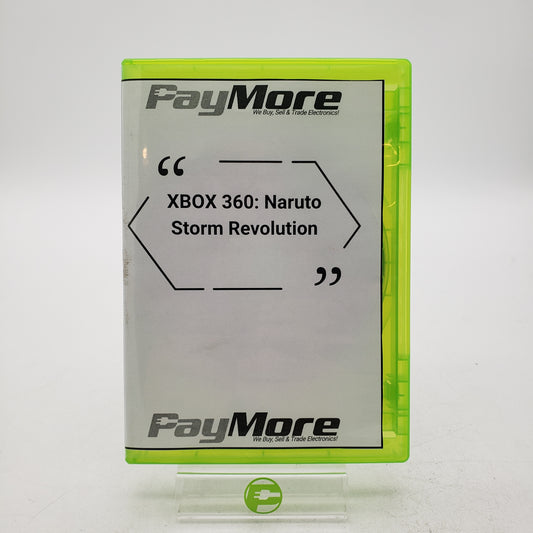 PayMore
We Buy, Sell & Trade Electronics!
“
XBOX 360: Naruto
Storm Revolution
”
PayMore
We Buy, Sell & Trade Electronics!